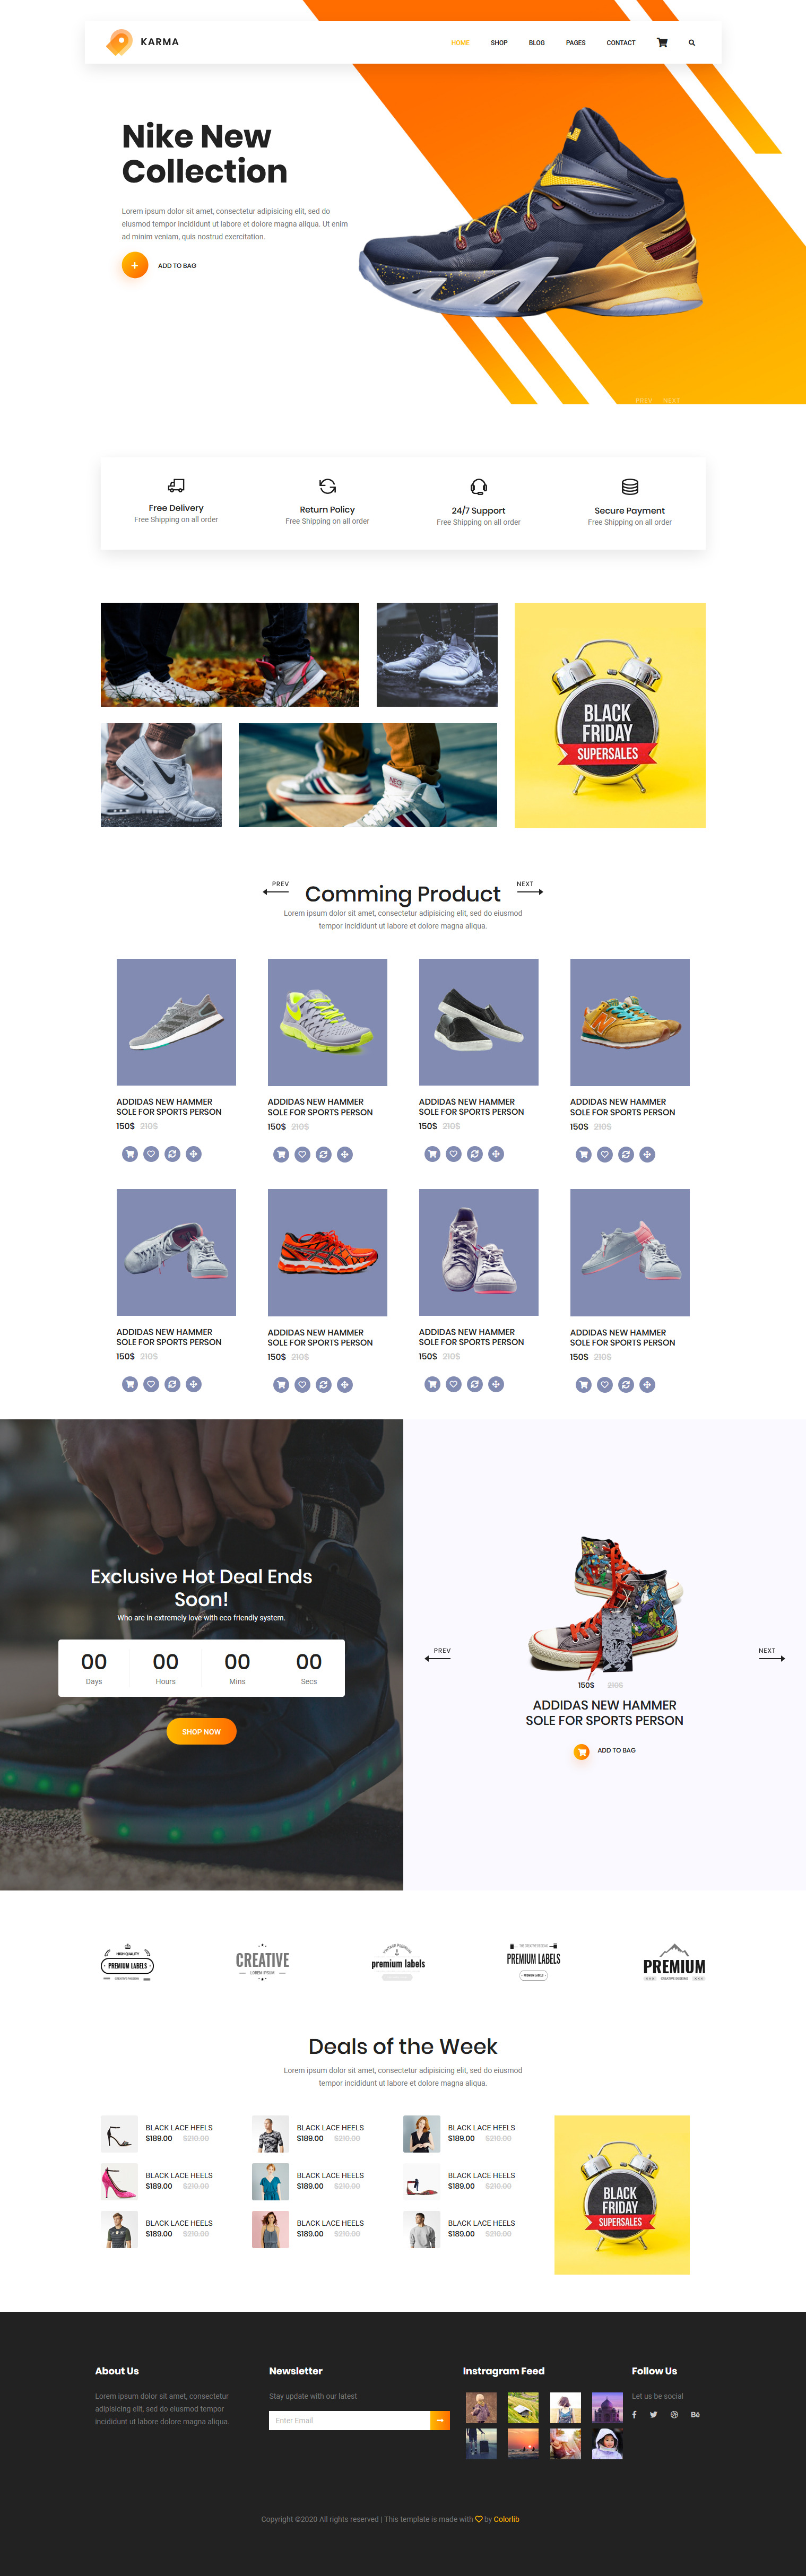 KARMA
HOME
SHOP
BLOG
PAGES
CONTACT
Nike New
Collection
Lorem ipsum dolor sit amet, consectetur adipisicing elit, sed do
eiusmod tempor incididunt ut labore et dolore magna aliqua. Ut enim
ad minim veniam, quis nostrud exercitation.
ADD TO BAG
PREV
NEXT
Free Delivery
Free Shipping on all order
Return Policy
Free Shipping on all order
24/7 Support
Free Shipping on all order
Secure Payment
Free Shipping on all order
BLACK
FRIDAY
SUPERSALES
PREV
Comming Product
NEXT
Lorem ipsum dolor sit amet, consectetur adipisicing elit, sed do eiusmod
tempor incididunt ut labore et dolore magna aliqua.
ADDIDAS NEW HAMMER
SOLE FOR SPORTS PERSON
150$ 210$
ADDIDAS NEW HAMMER
SOLE FOR SPORTS PERSON
150$ 210$
ADDIDAS NEW HAMMER
SOLE FOR SPORTS PERSON
150$ 210$
ADDIDAS NEW HAMMER
SOLE FOR SPORTS PERSON
150$ 210$
ADDIDAS NEW HAMMER
SOLE FOR SPORTS PERSON
150$ 210$
ADDIDAS NEW HAMMER
SOLE FOR SPORTS PERSON
150$ 210$
ADDIDAS NEW HAMMER
SOLE FOR SPORTS PERSON
150$ 210$
ADDIDAS NEW HAMMER
SOLE FOR SPORTS PERSON
150$ 210$
Exclusive Hot Deal Ends
Soon!
Who are in extremely love with eco friendly system.
00
Days
00
Hours
00
Mins
00
Secs
SHOP NOW
PREV
NEXT
150$ 210$
ADDIDAS NEW HAMMER
SOLE FOR SPORTS PERSON
ADD TO BAG
HIGH QUALITY
PREMIUM LABELS
CREATIVE
LOREM IPSUM
premium labels
PREMIUM LABELS
PREMIUM LABELS
PREMIUM
Deals of the Week
Lorem ipsum dolor sit amet, consectetur adipisicing elit, sed do eiusmod
tempor incididunt ut labore et dolore magna aliqua.
BLACK LACE HEELS
$189.00 $210.00
BLACK LACE HEELS
$189.00 $210.00
BLACK LACE HEELS
$189.00 $210.00
BLACK LACE HEELS
$189.00 $210.00
BLACK LACE HEELS
$189.00 $210.00
BLACK LACE HEELS
$189.00 $210.00
BLACK LACE HEELS
$189.00 $210.00
BLACK LACE HEELS
$189.00 $210.00
BLACK LACE HEELS
$189.00 $210.00
BLACK
FRIDAY
SUPERSALES
About Us
Lorem ipsum dolor sit amet, consectetur
adipisicing elit, sed do eiusmod tempor
incididunt ut labore dolore magna aliqua.
Newsletter
Stay update with our latest
Enter Email
Instragram Feed
Follow Us
Let us be social
Copyright ©2020 All rights reserved | This template is made with by Colorlib